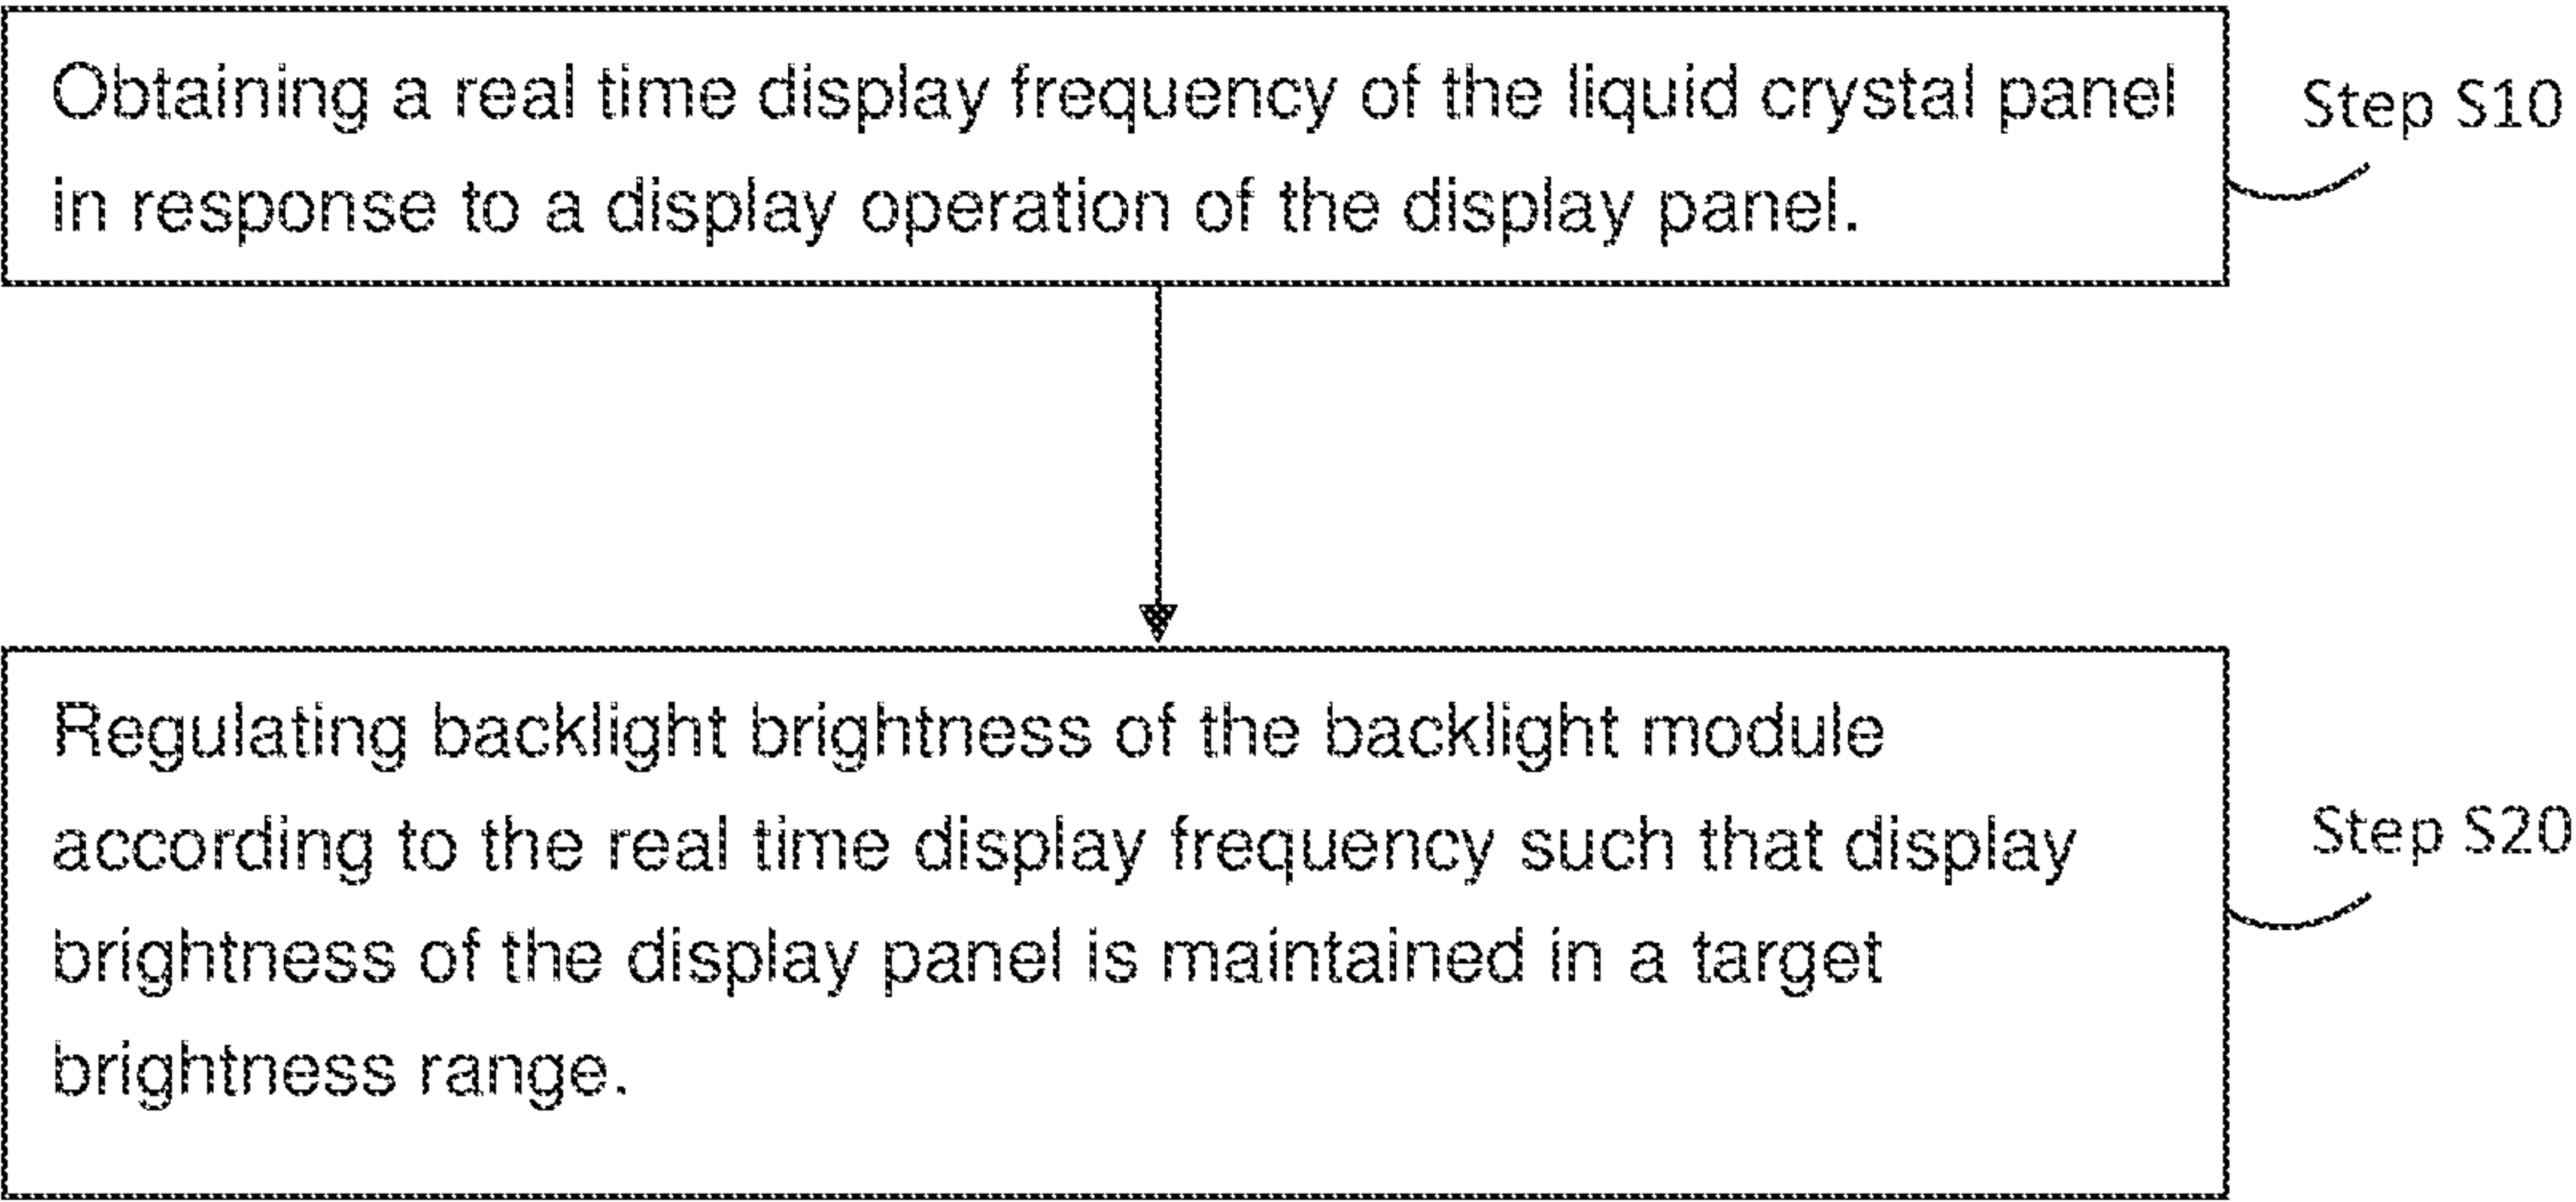 Obtaining a real time display frequency of the liquid crystal panel
in response to a display operation of the display panel.
Step S10
Regulating backlight brightness of the backlight module
according to the real time display frequency such that display
brightness of the display panel is maintained in a target
brightness range.
Step S20